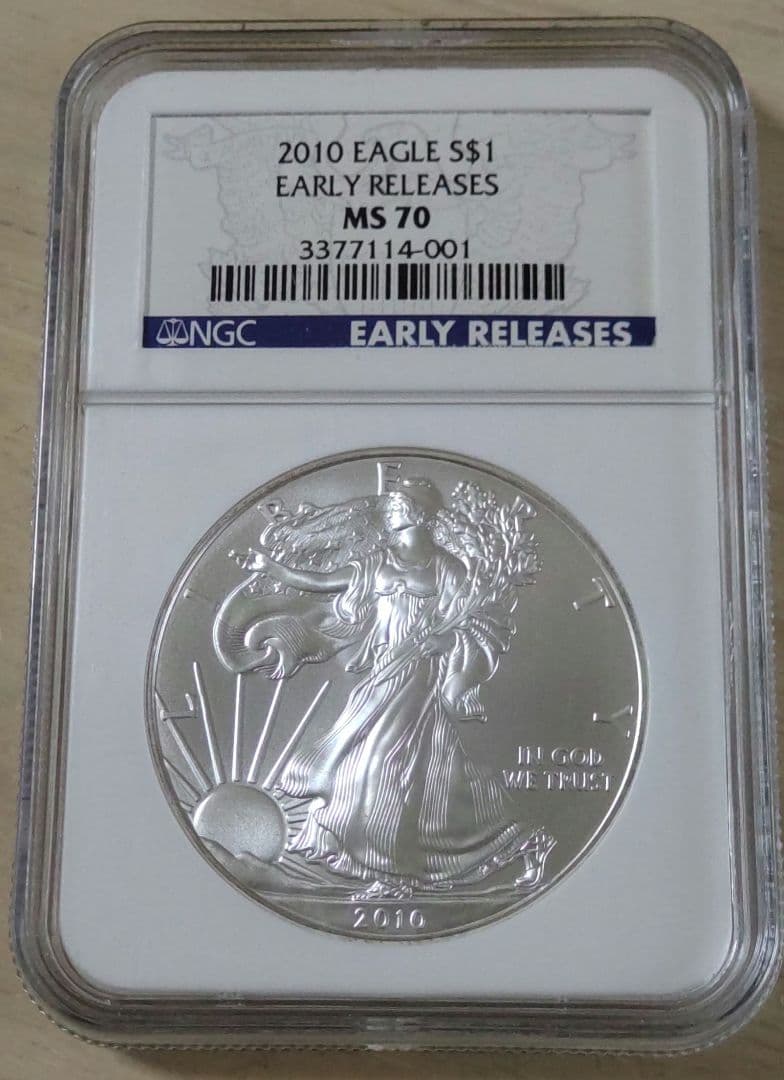 2010 EAGLE S$1
EARLY RELEASES
MS 70
3377114-001
NGC EARLY RELEASES
LIBERTY
IN GOD
WE TRUST
2010